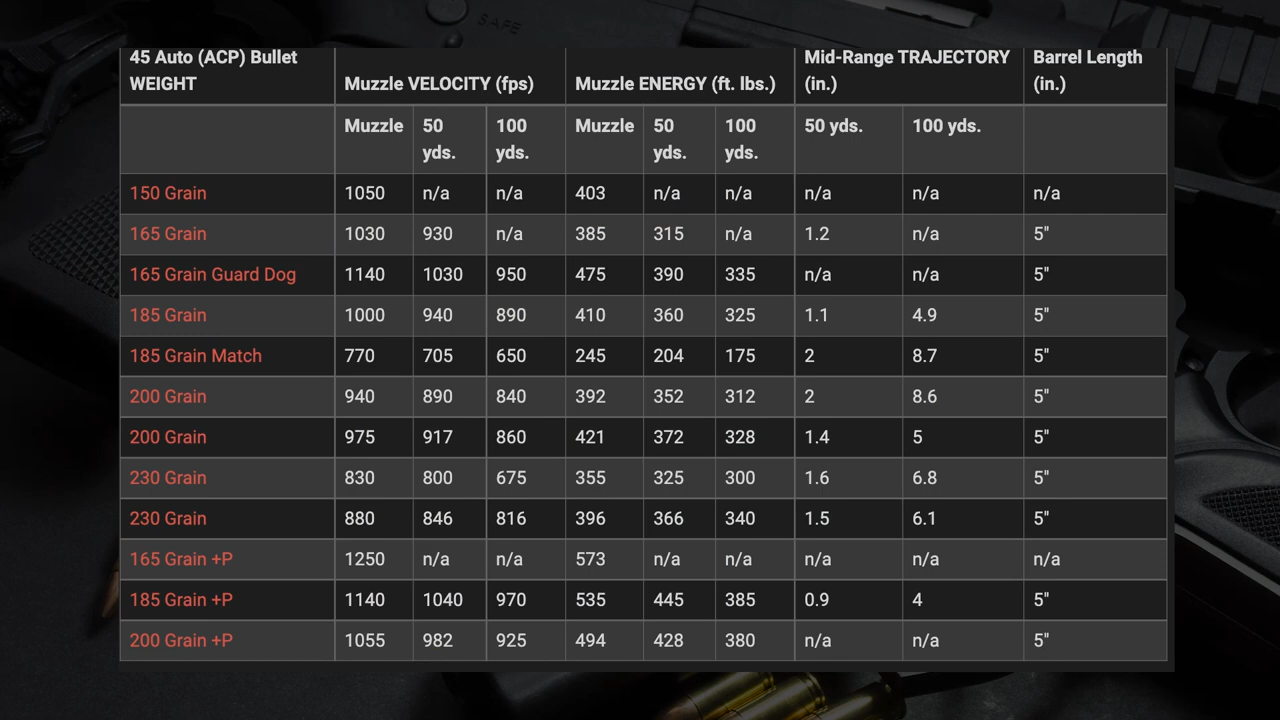 SAFE
45 Auto (ACP) Bullet WEIGHT Muzzle VELOCITY (fps) Muzzle ENERGY (ft. lbs.) Mid-Range TRAJECTORY (in.) Barrel Length (in.)
Muzzle 50 yds. 100 yds. Muzzle 50 yds. 100 yds. 50 yds. 100 yds.
150 Grain 1050 n/a n/a 403 n/a n/a n/a n/a n/a
165 Grain 1030 930 n/a 385 315 n/a 1.2 n/a 5"
165 Grain Guard Dog 1140 1030 950 475 390 335 n/a n/a 5"
185 Grain 1000 940 890 410 360 325 1.1 4.9 5"
185 Grain Match 770 705 650 245 204 175 2 8.7 5"
200 Grain 940 890 840 392 352 312 2 8.6 5"
200 Grain 975 917 860 421 372 328 1.4 5 5"
230 Grain 830 800 675 355 325 300 1.6 6.8 5"
230 Grain 880 846 816 396 366 340 1.5 6.1 5"
165 Grain +P 1250 n/a n/a 573 n/a n/a n/a n/a n/a
185 Grain +P 1140 1040 970 535 445 385 0.9 4 5"
200 Grain +P 1055 982 925 494 428 380 n/a n/a 5"